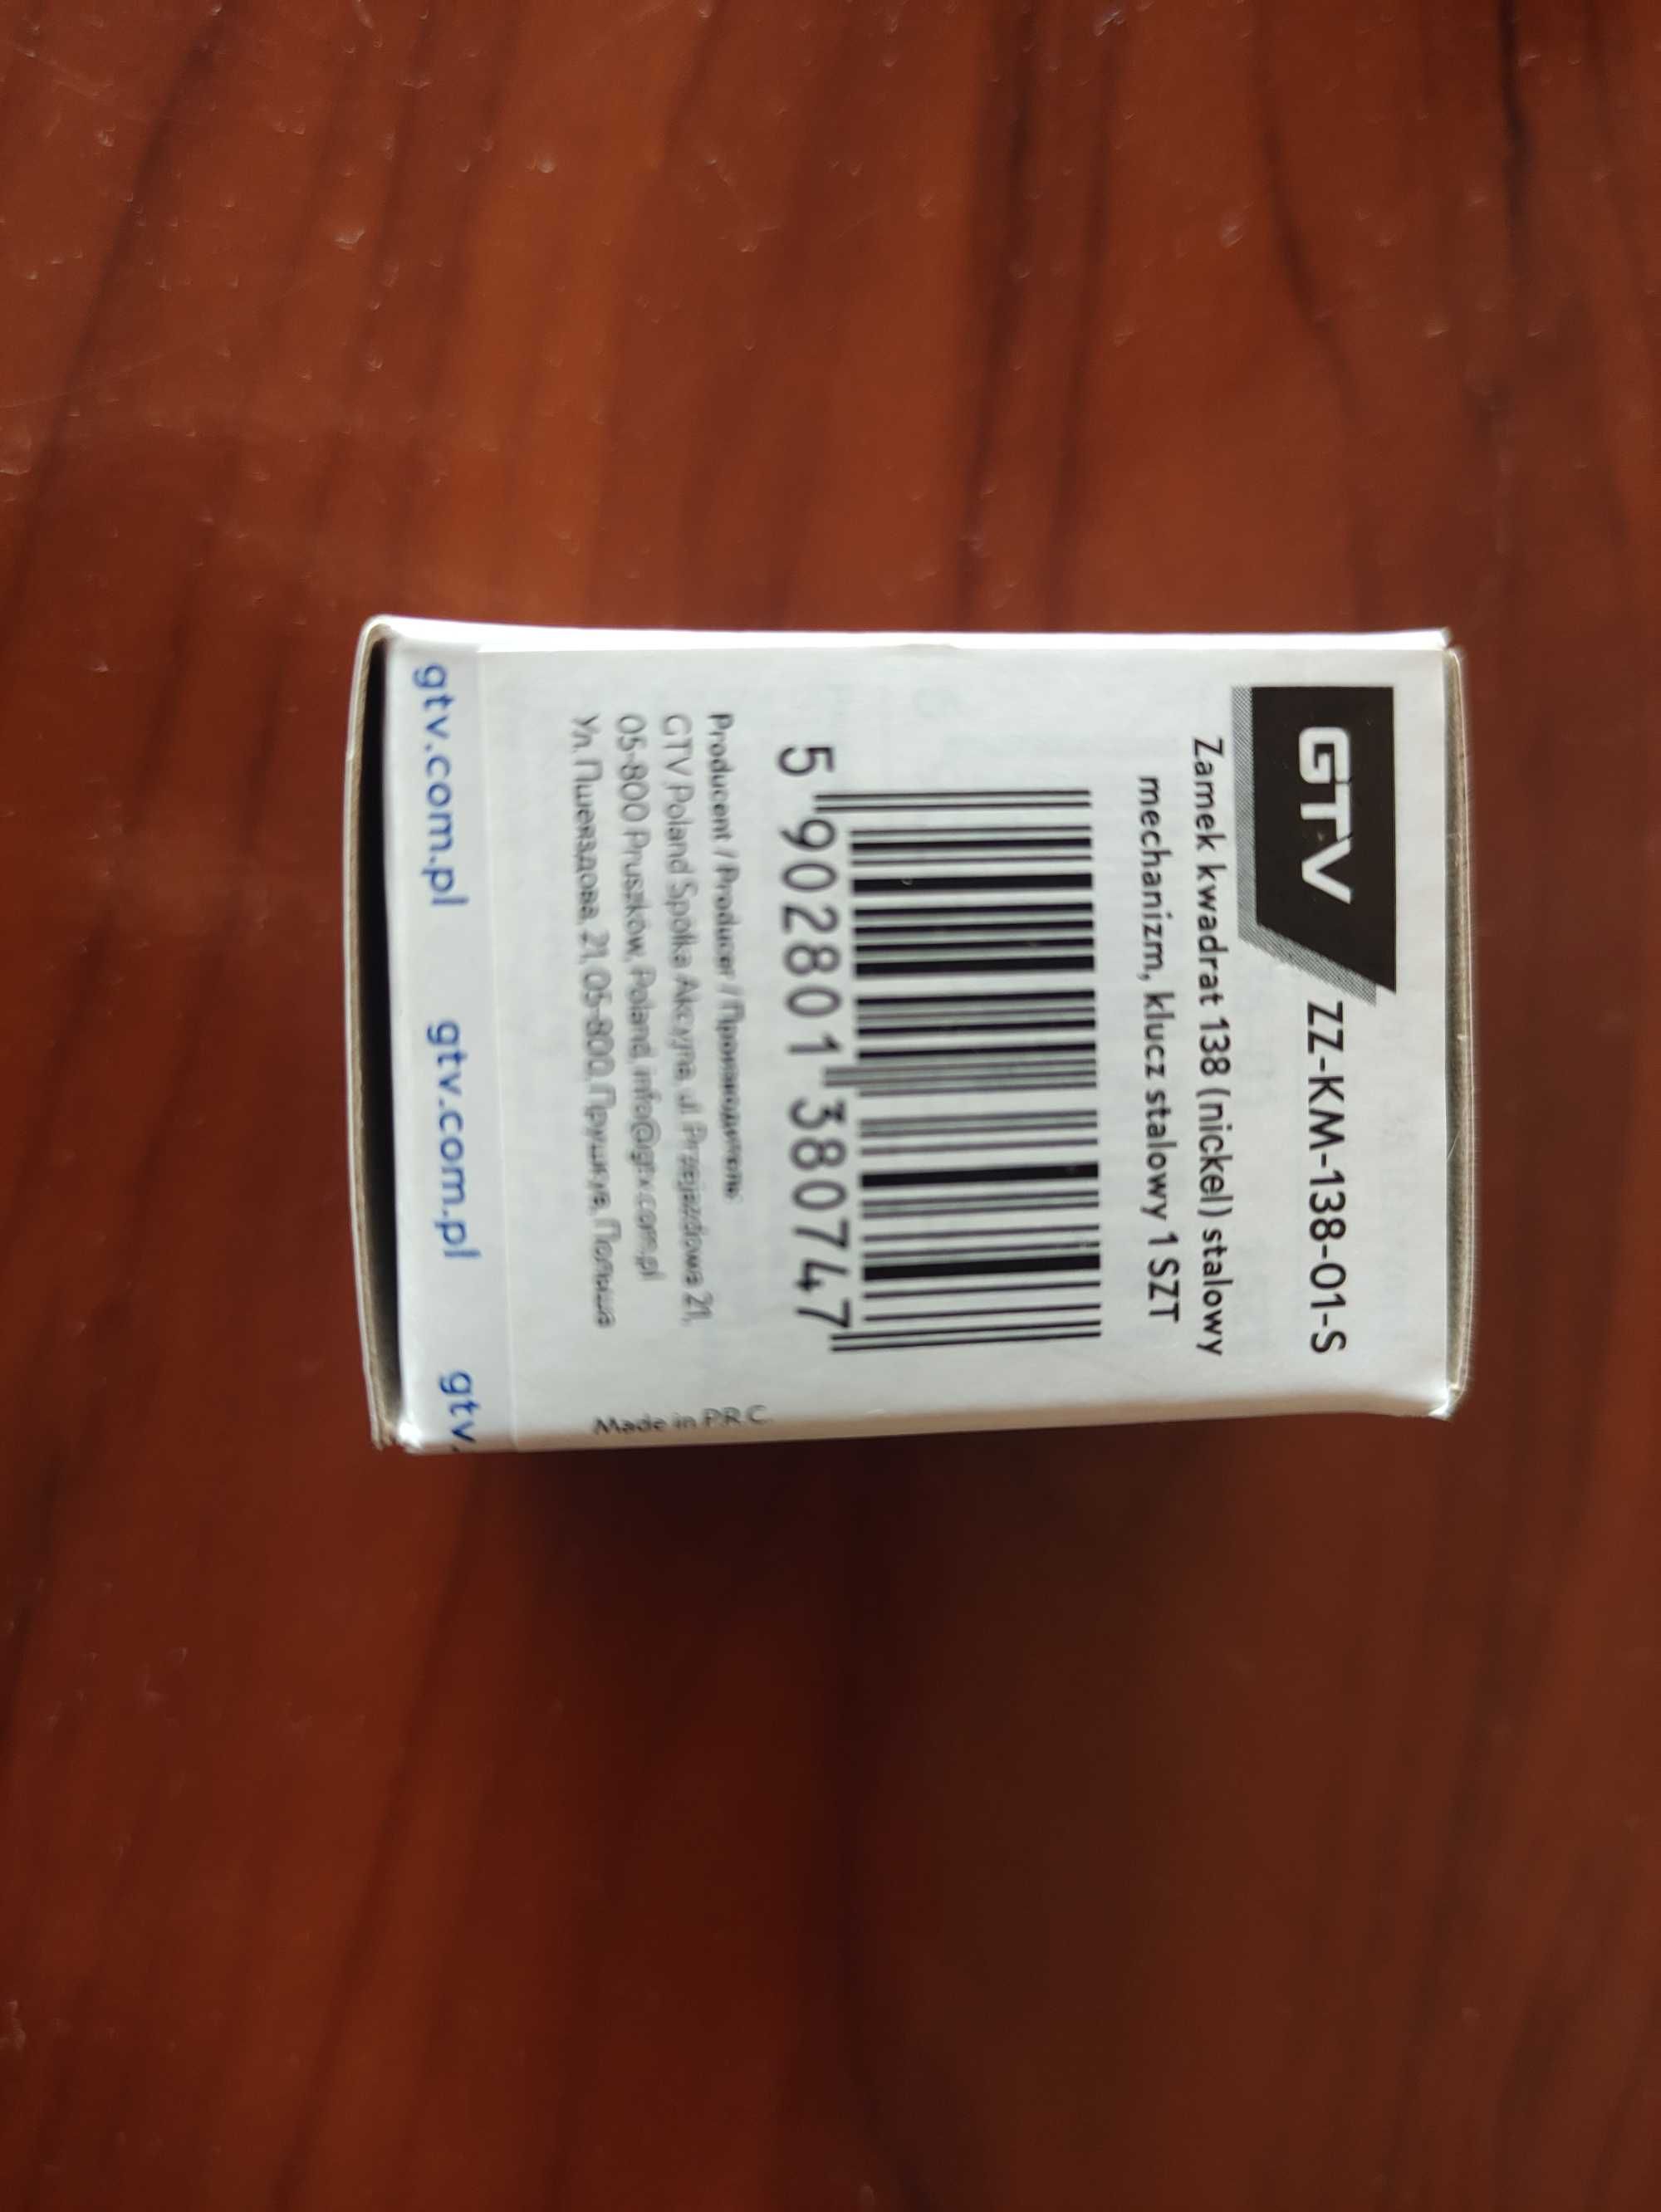 GTV ZZ-KM-138-01-S
Zamek kwadrat 138 (nickel) stalowy
mechanizm, klucz stalowy 1 SZT
5 902801 380747
Producent / Producer / Производитель
GTV Poland Spółka Akcyjna, ul. Przejazdowa 21,
05-800 Pruszków, Poland, info@gtv.com.pl
Ул. Пшеяздова, 21, 05-800, Прушкув, Польша
Made in P.R.C.
gtv.com.pl gtv.com.pl gtv.